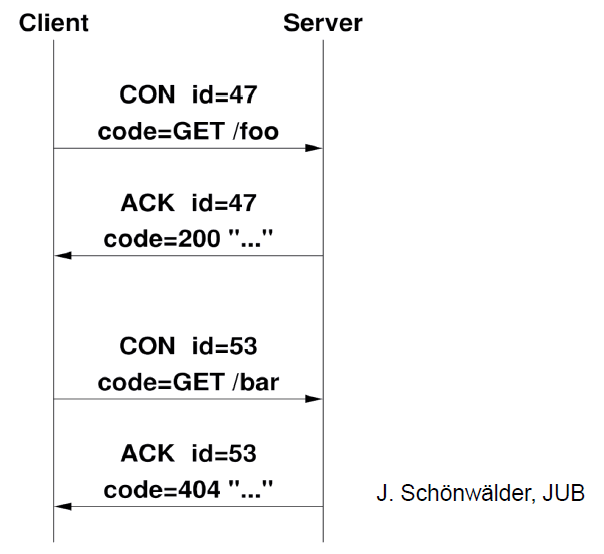 Client Server
CON id=47
code=GET /foo
ACK id=47
code=200 "..."
CON id=53
code=GET /bar
ACK id=53
code=404 "..."
J. Schönwälder, JUB